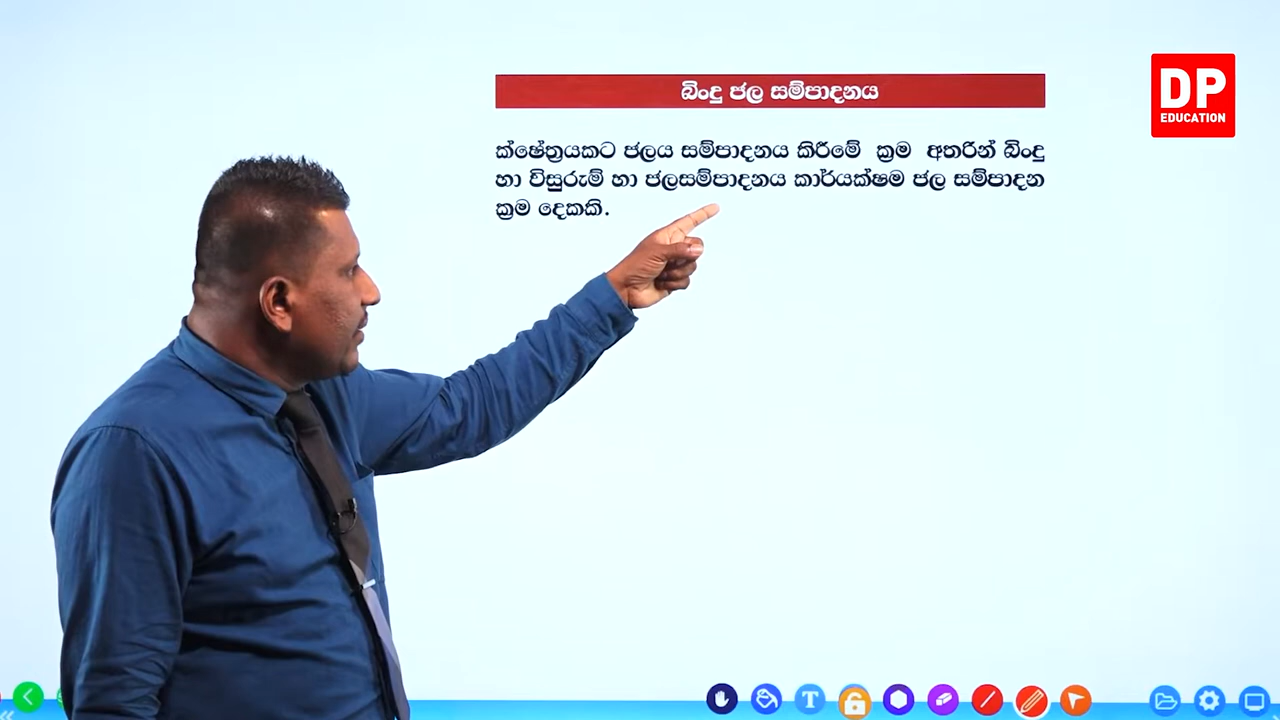 බිංදු ජල සම්පාදනය
DP
EDUCATION
ක්ෂේත්‍රයකට ජලය සම්පාදනය කිරීමේ ක්‍රම අතරින් බිංදු
හා විසුරුම් හා ජලසම්පාදනය කාර්යක්ෂම ජල සම්පාදන
ක්‍රම දෙකකි.
T